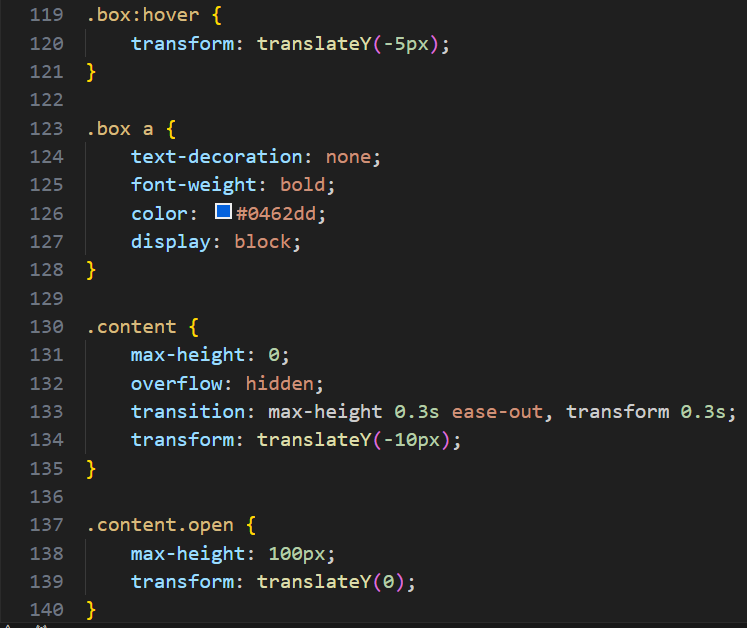 119 .box:hover {
120     transform: translateY(-5px);
121 }
122
123 .box a {
124     text-decoration: none;
125     font-weight: bold;
126     color: #0462dd;
127     display: block;
128 }
129
130 .content {
131     max-height: 0;
132     overflow: hidden;
133     transition: max-height 0.3s ease-out, transform 0.3s;
134     transform: translateY(-10px);
135 }
136
137 .content.open {
138     max-height: 100px;
139     transform: translateY(0);
140 }